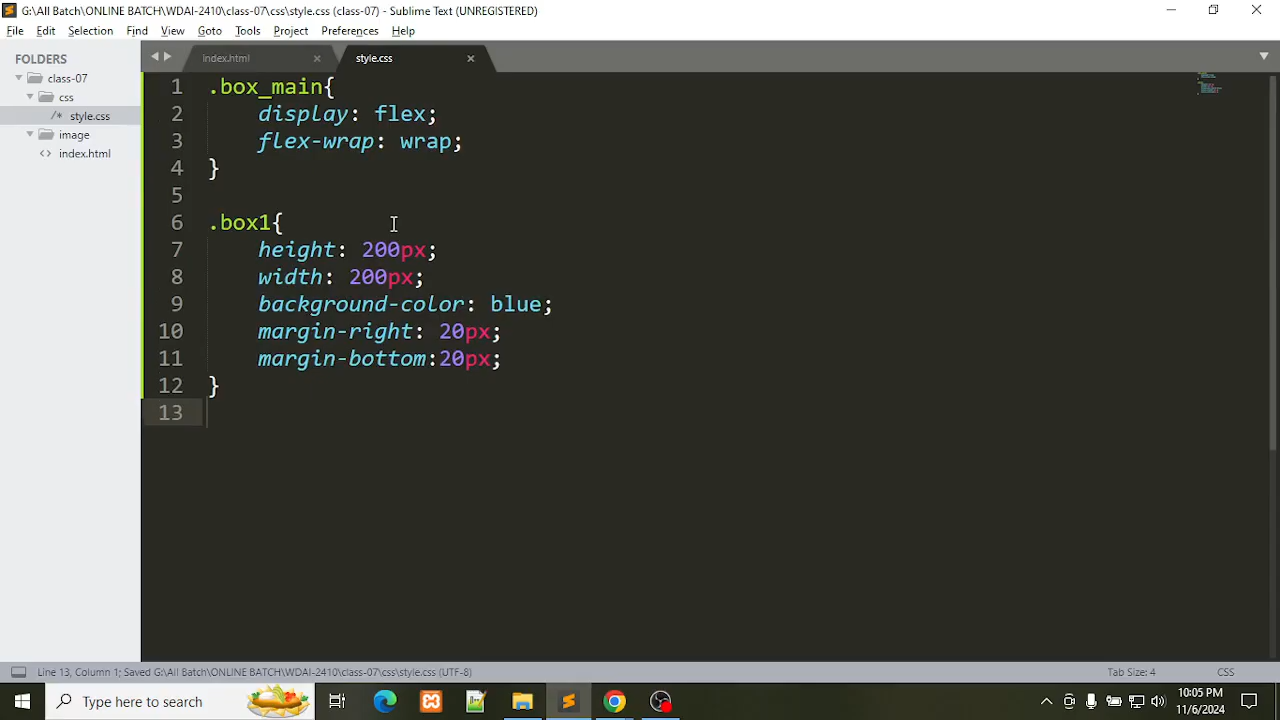 G:\All Batch\ONLINE BATCH\WDAI-2410\class-07\css\style.css (class-07) - Sublime Text (UNREGISTERED)
File Edit Selection Find View Goto Tools Project Preferences Help
FOLDERS
class-07
css
/* style.css
image
<> index.html
index.html × style.css ×
1 .box_main{
2 display: flex;
3 flex-wrap: wrap;
4 }
5
6 .box1{
7 height: 200px;
8 width: 200px;
9 background-color: blue;
10 margin-right: 20px;
11 margin-bottom:20px;
12 }
13
Line 13, Column 1; Saved G:\All Batch\ONLINE BATCH\WDAI-2410\class-07\css\style.css (UTF-8) Tab Size: 4 CSS
Type here to search
10:05 PM
11/6/2024